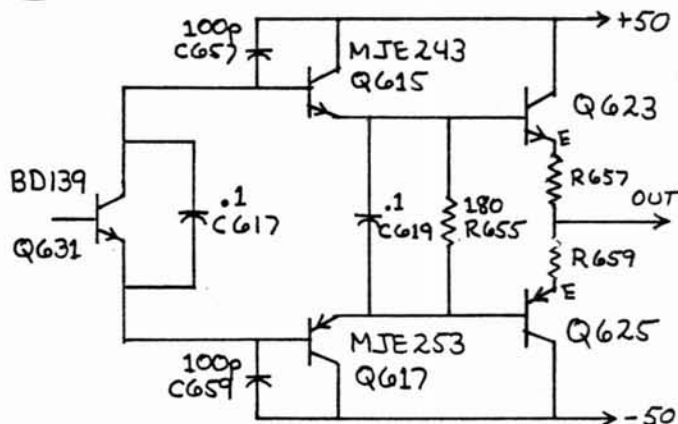 100p
C657
MJE243
Q615
+50
Q623
E
R657
OUT
BD139
Q631
.1
C617
.1
C619
180
R655
R659
E
Q625
100p
C659
MJE253
Q617
-50